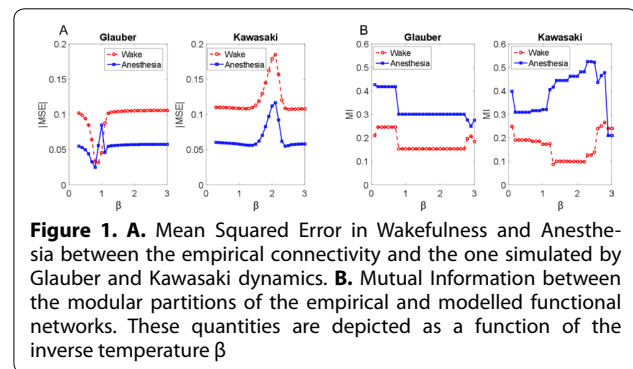 A Glauber Kawasaki B Glauber Kawasaki
0.2 0.2 0.6 0.6
Wake Wake Wake Wake
Anesthesia Anesthesia Anesthesia Anesthesia
0.5 0.5
0.15 0.15
0.4 0.4
|MSE| 0.1 |MSE| 0.1 MI 0.3 MI 0.3
0.2 0.2
0.05 0.05
0.1 0.1
0 0 0 0
0 1 2 3 0 1 2 3 0 1 2 3 0 1 2 3
β β β β
Figure 1. A. Mean Squared Error in Wakefulness and Anesthe-
sia between the empirical connectivity and the one simulated by
Glauber and Kawasaki dynamics. B. Mutual Information between
the modular partitions of the empirical and modelled functional
networks. These quantities are depicted as a function of the
inverse temperature β